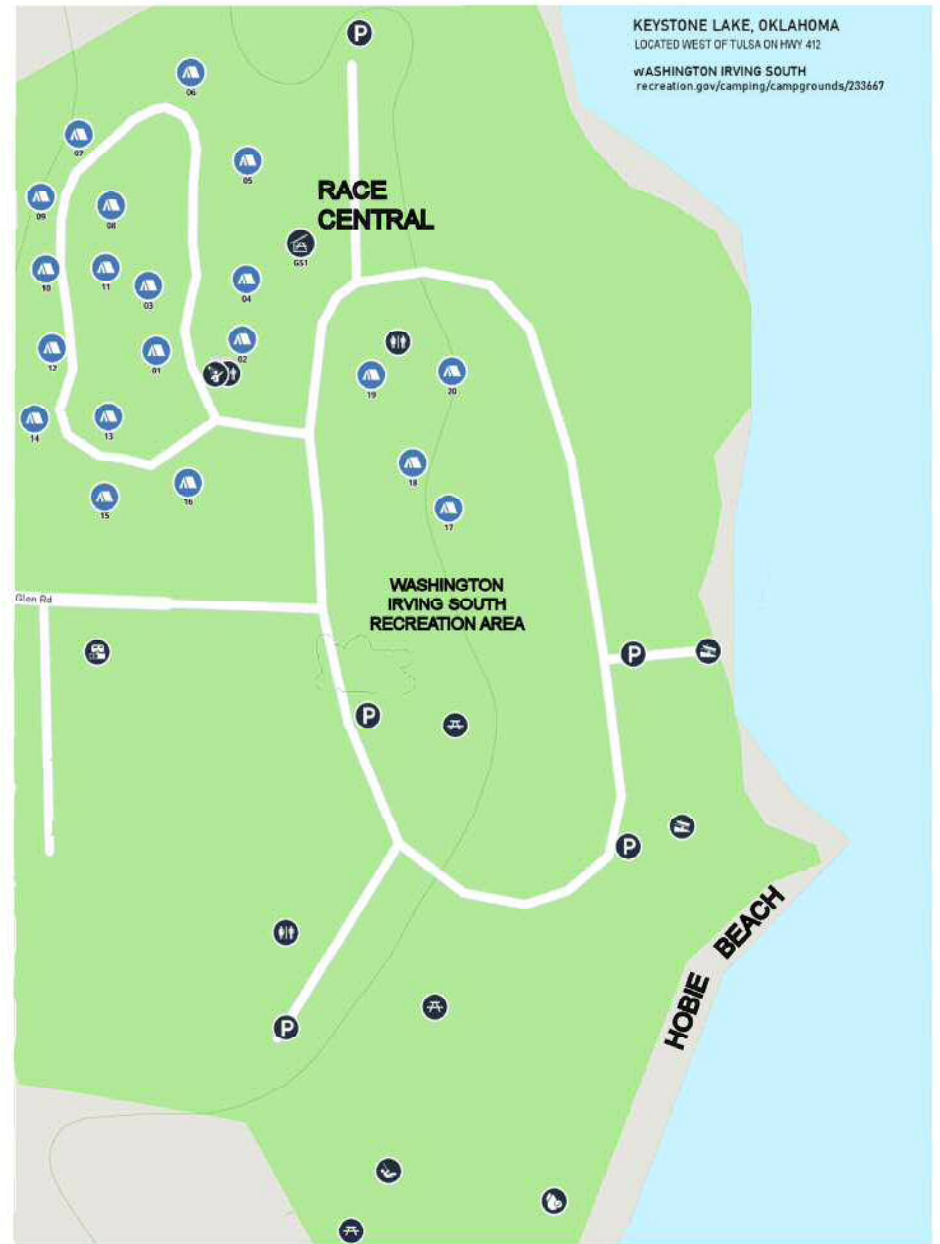 KEYSTONE LAKE, OKLAHOMA
LOCATED WEST OF TULSA ON HWY 412
wASHINGTON IRVING SOUTH
recreation.gov/camping/campgrounds/233667
P
06
07
05
RACE
CENTRAL
09
08
GS1
10
11
03
04
12
01
02
19
20
14
13
18
15
16
17
WASHINGTON
IRVING SOUTH
RECREATION AREA
Glen Rd
P
P
P
HOBIE BEACH
P